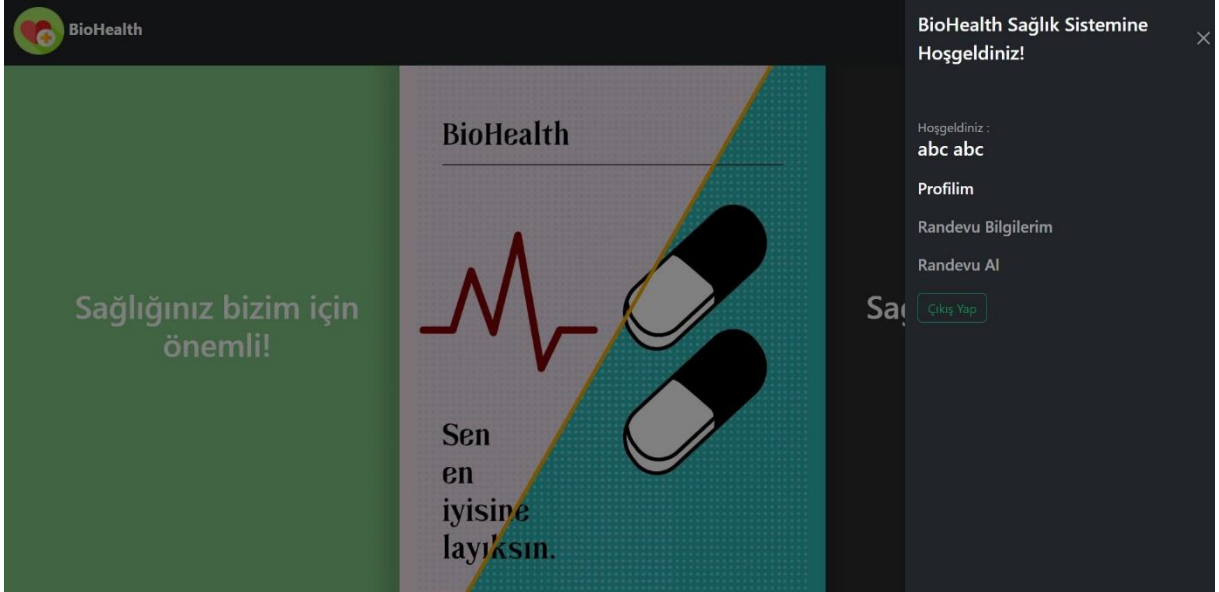 BioHealth
Sağlığınız bizim için
önemli!
BioHealth
Sen
en
iyisine
layıksın.
BioHealth Sağlık Sistemine
Hoşgeldiniz!
Hoşgeldiniz :
abc abc
Profilim
Randevu Bilgilerim
Randevu Al
Çıkış Yap